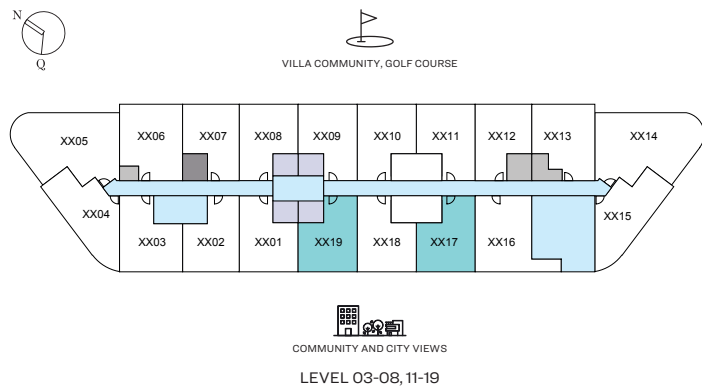 N
Q
VILLA COMMUNITY, GOLF COURSE
XX05
XX06
XX07
XX08
XX09
XX10
XX11
XX12
XX13
XX14
XX04
XX03
XX02
XX01
XX19
XX18
XX17
XX16
XX15
COMMUNITY AND CITY VIEWS
LEVEL 03-08, 11-19